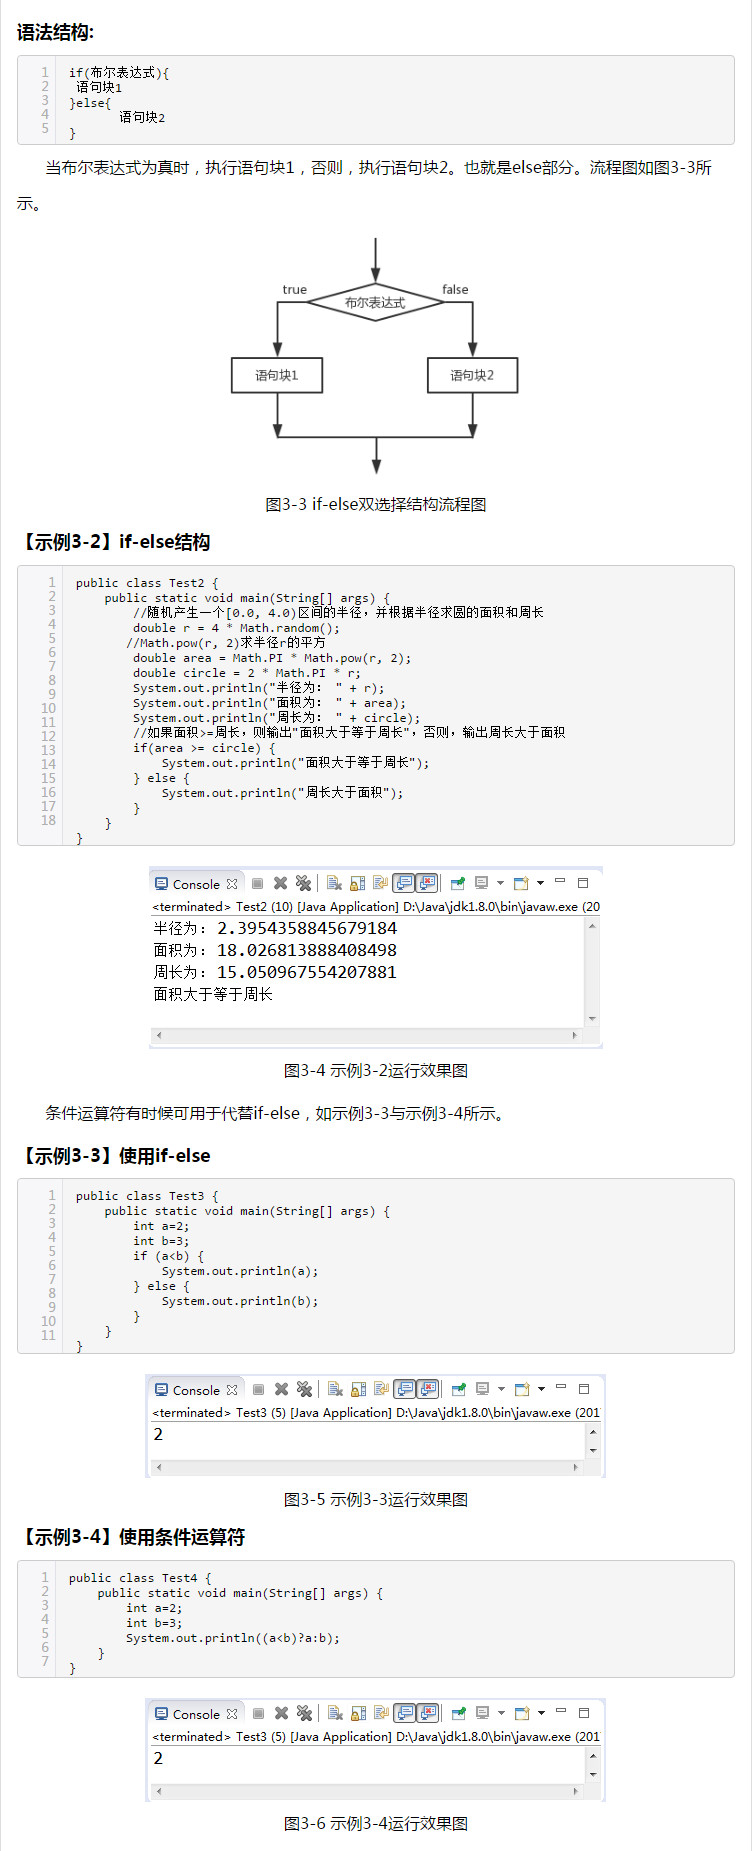 语法结构:
1 if(布尔表达式){
2 语句块1
3 }else{
4 语句块2
5 }
当布尔表达式为真时，执行语句块1，否则，执行语句块2。也就是else部分。流程图如图3-3所
示。
true false
布尔表达式
语句块1 语句块2
图3-3 if-else双选择结构流程图
【示例3-2】if-else结构
1 public class Test2 {
2 public static void main(String[] args) {
3 //随机产生一个[0.0, 4.0)区间的半径，并根据半径求圆的面积和周长
4 double r = 4 * Math.random();
5 //Math.pow(r, 2)求半径r的平方
6 double area = Math.PI * Math.pow(r, 2);
7 double circle = 2 * Math.PI * r;
8 System.out.println("半径为： " + r);
9 System.out.println("面积为： " + area);
10 System.out.println("周长为： " + circle);
11 //如果面积>=周长，则输出"面积大于等于周长"，否则，输出周长大于面积
12 if(area >= circle) {
13 System.out.println("面积大于等于周长");
14 } else {
15 System.out.println("周长大于面积");
16 }
17 }
18 }
Console
<terminated> Test2 (10) [Java Application] D:\Java\jdk1.8.0\bin\javaw.exe (20
半径为： 2.3954358845679184
面积为： 18.026813888408498
周长为： 15.050967554207881
面积大于等于周长
图3-4 示例3-2运行效果图
条件运算符有时候可用于代替if-else，如示例3-3与示例3-4所示。
【示例3-3】使用if-else
1 public class Test3 {
2 public static void main(String[] args) {
3 int a=2;
4 int b=3;
5 if (a<b) {
6 System.out.println(a);
7 } else {
8 System.out.println(b);
9 }
10 }
11 }
Console
<terminated> Test3 (5) [Java Application] D:\Java\jdk1.8.0\bin\javaw.exe (201
2
图3-5 示例3-3运行效果图
【示例3-4】使用条件运算符
1 public class Test4 {
2 public static void main(String[] args) {
3 int a=2;
4 int b=3;
5 System.out.println((a<b)?a:b);
6 }
7 }
Console
<terminated> Test3 (5) [Java Application] D:\Java\jdk1.8.0\bin\javaw.exe (201
2
图3-6 示例3-4运行效果图